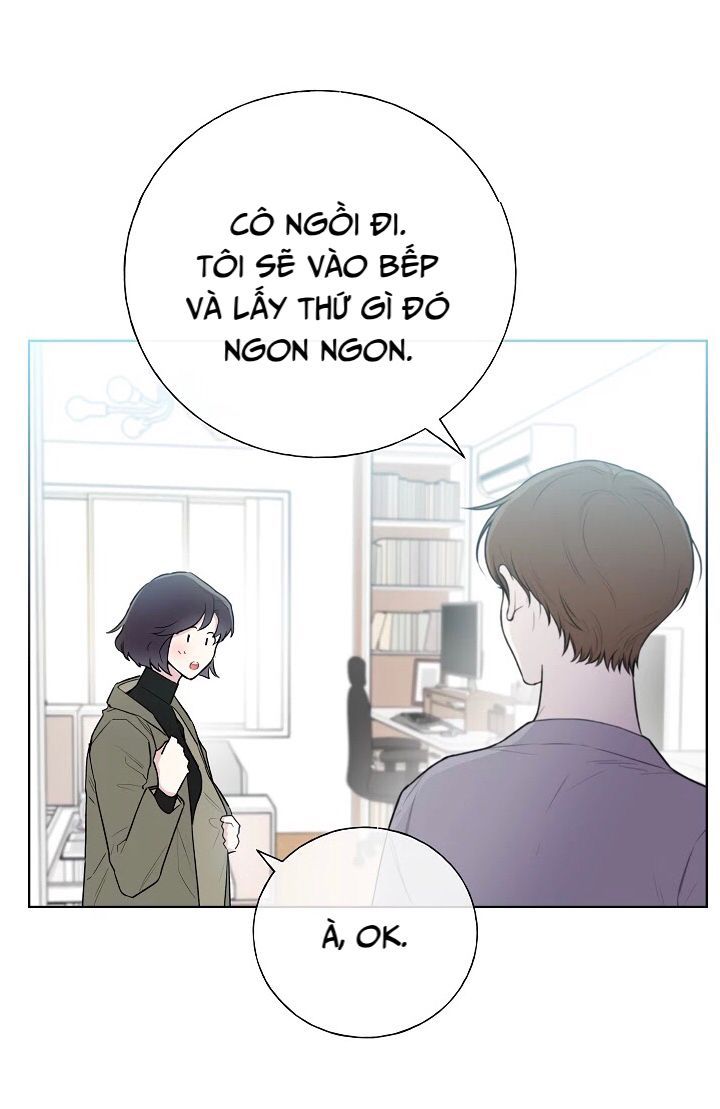 CÔ NGỒI ĐI.
TÔI SẼ VÀO BẾP
VÀ LẤY THỨ GÌ ĐÓ
NGON NGON.
À, OK.